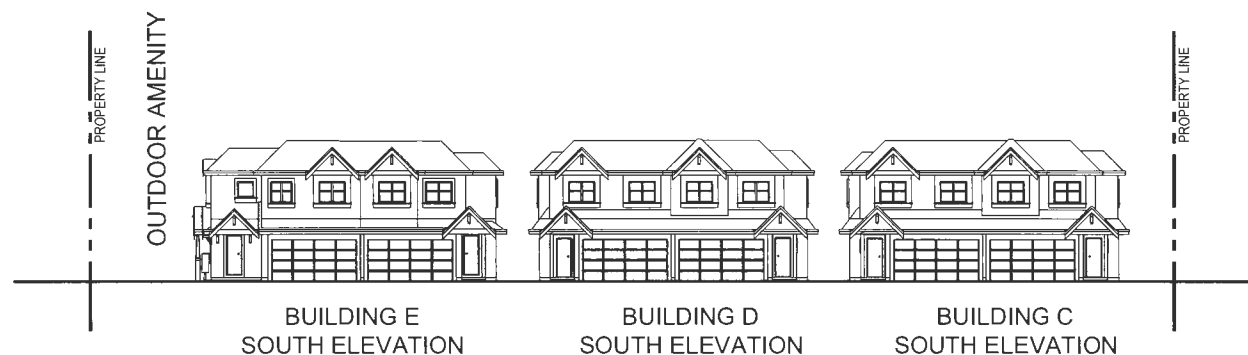 PROPERTY LINE
OUTDOOR AMENITY
PROPERTY LINE
BUILDING E
SOUTH ELEVATION
BUILDING D
SOUTH ELEVATION
BUILDING C
SOUTH ELEVATION